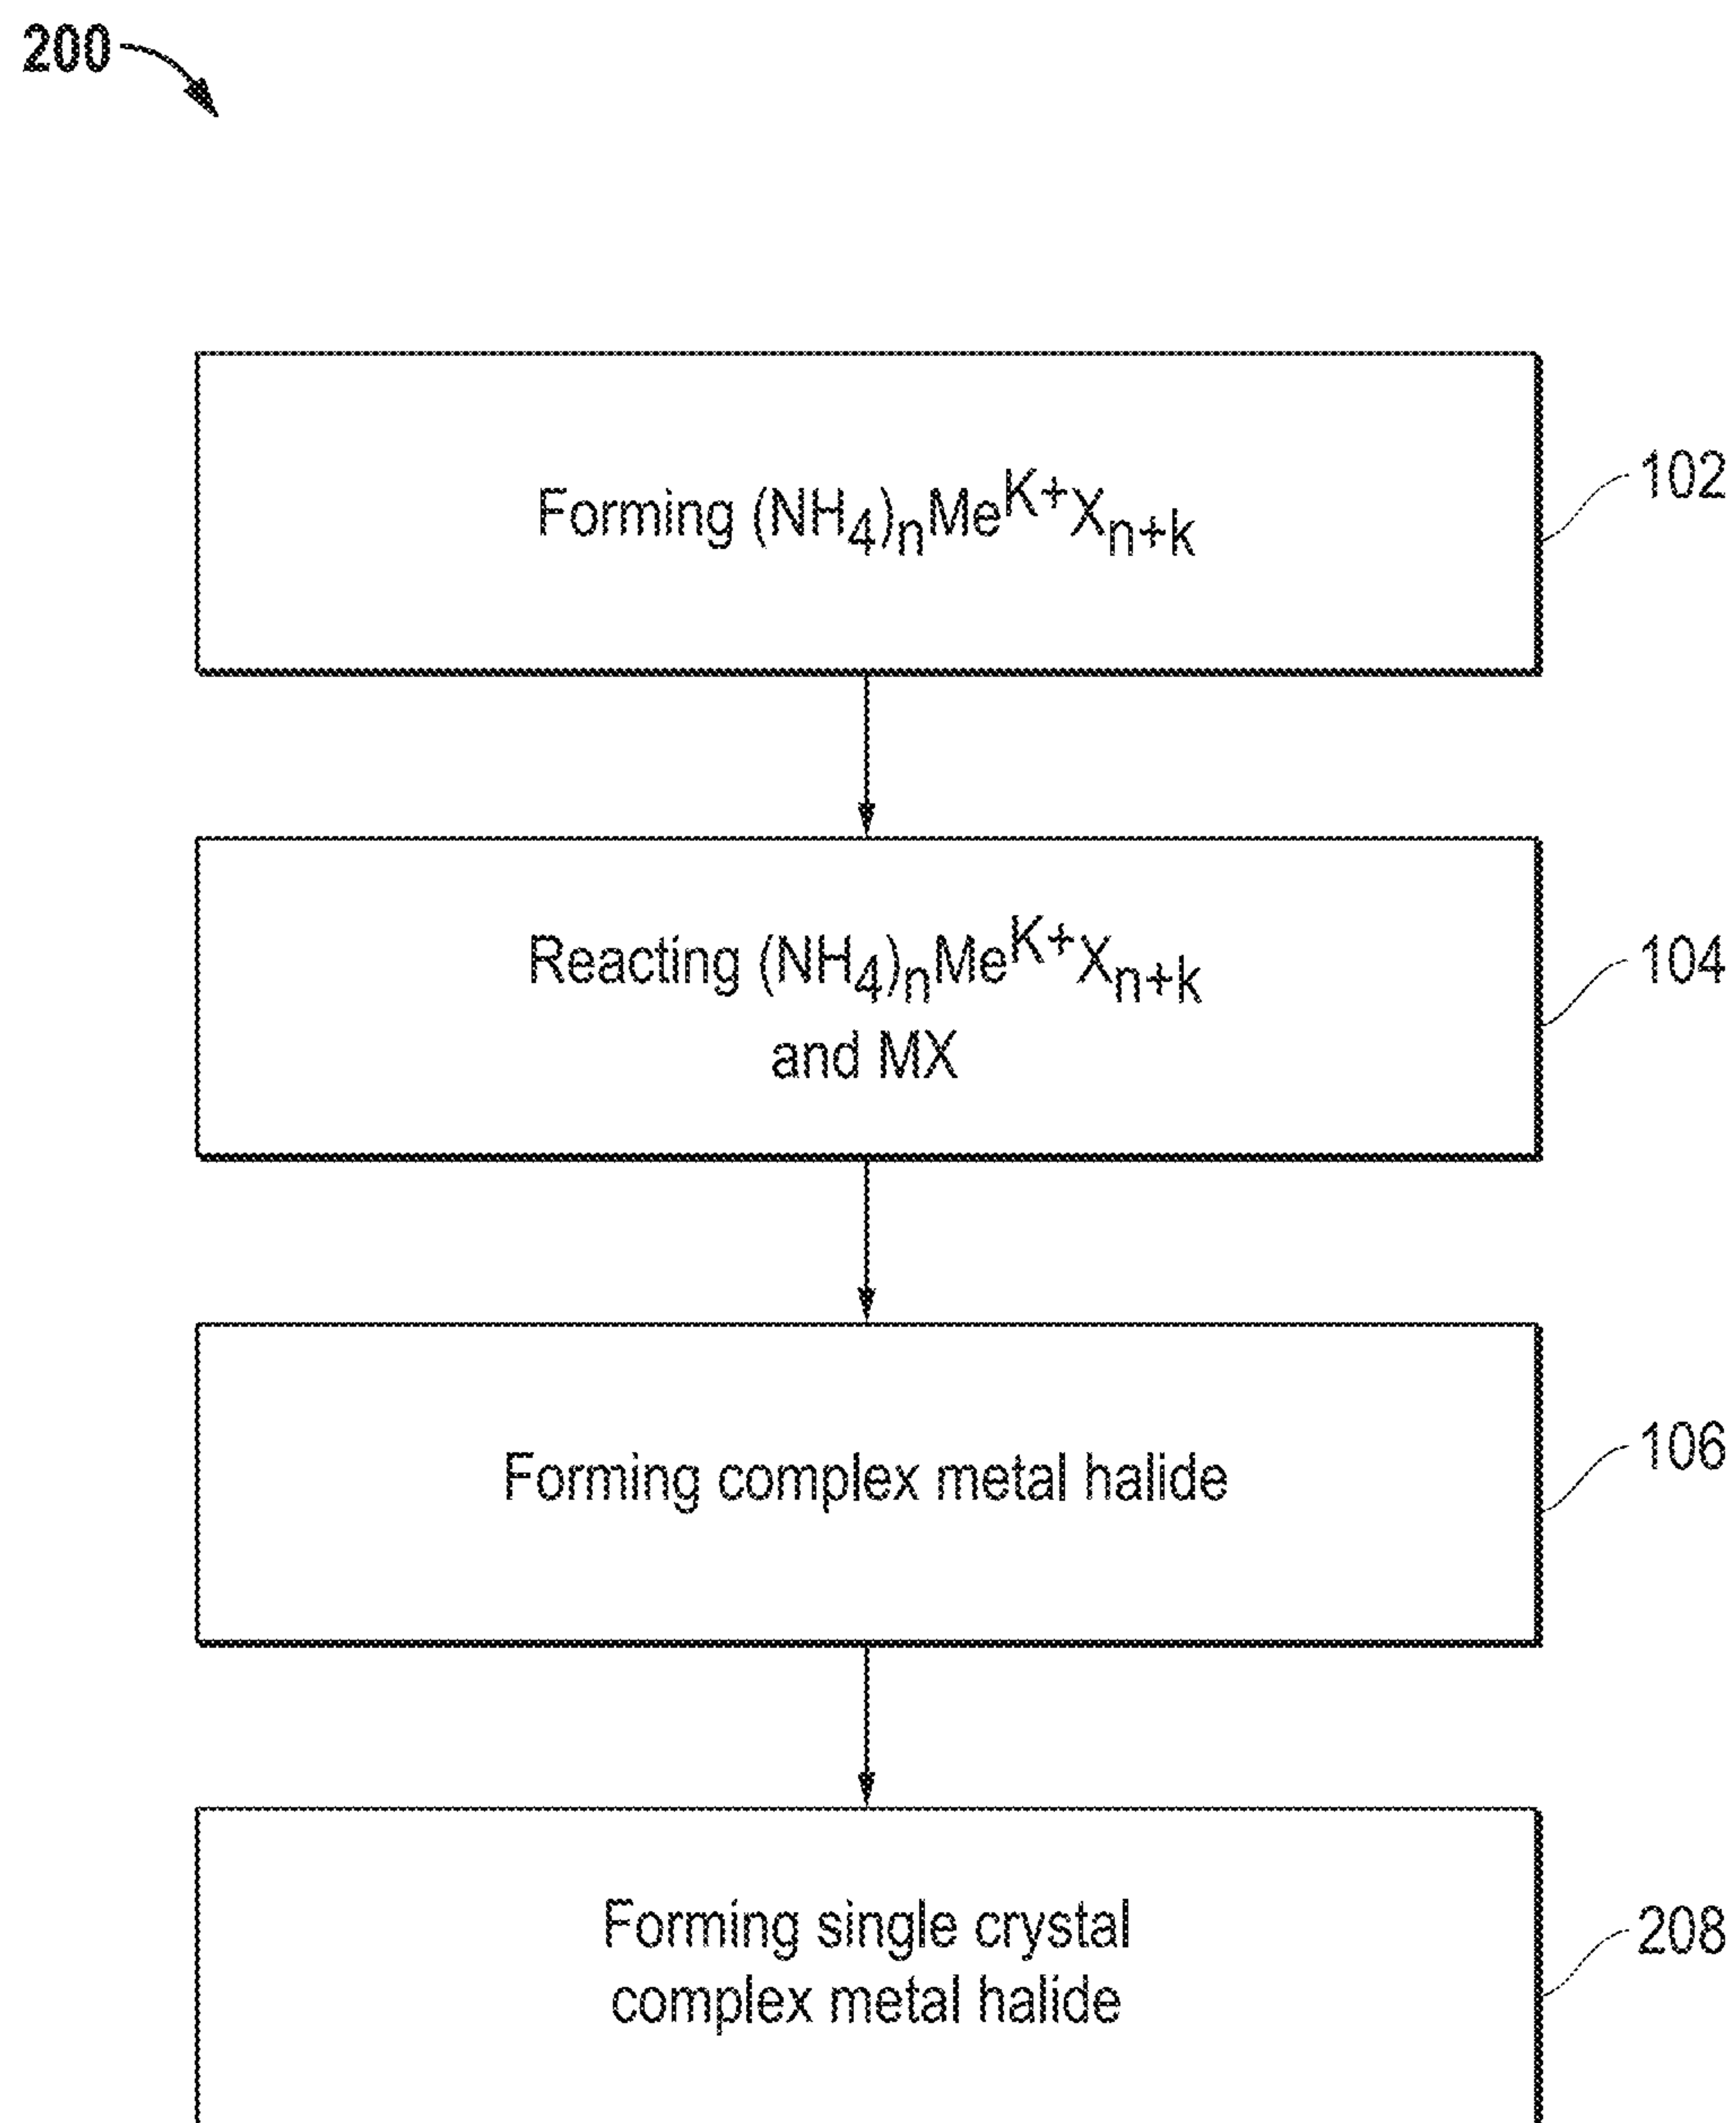 200
Forming (NH₄)ₙMeᴷ⁺Xₙ₊ₖ
102
Reacting (NH₄)ₙMeᴷ⁺Xₙ₊ₖ
and MX
104
Forming complex metal halide
106
Forming single crystal
complex metal halide
208